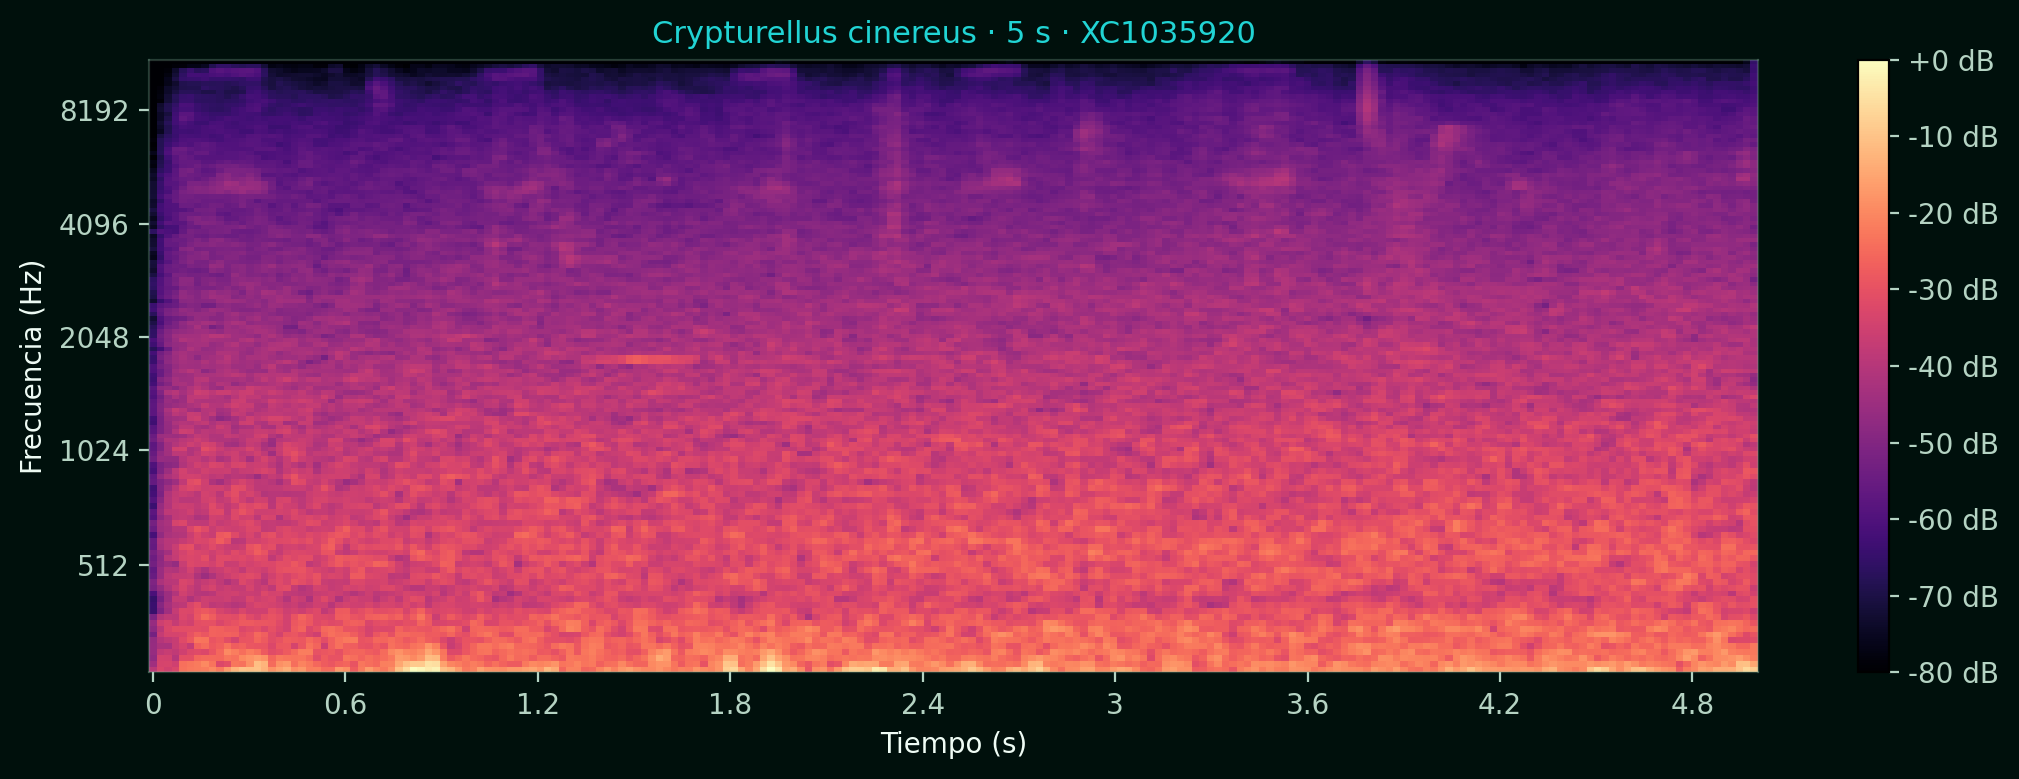 Crypturellus cinereus · 5 s · XC1035920
Frecuencia (Hz)
8192
4096
2048
1024
512
0
0.6
1.2
1.8
2.4
3
3.6
4.2
4.8
Tiempo (s)
+0 dB
-10 dB
-20 dB
-30 dB
-40 dB
-50 dB
-60 dB
-70 dB
-80 dB